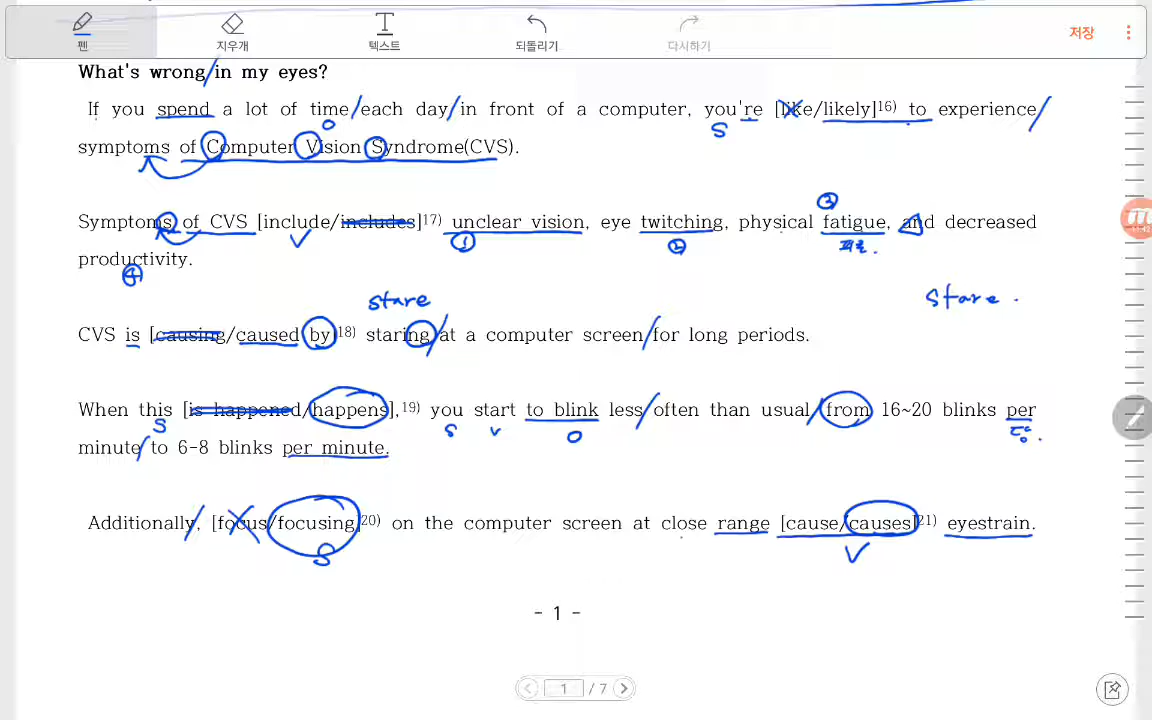 펜 지우개 텍스트 되돌리기 다시하기 저장
What's wrong/in my eyes?
If you spend a lot of time/each day/in front of a computer, you're [like/likely]16) to experience/
O
S
symptoms of Computer Vision Syndrome(CVS).
③
Symptoms of CVS [include/includes]17) unclear vision, eye twitching, physical fatigue, and decreased
V ① ② 피로.
productivity.
④
stare stare.
CVS is [causing/caused by]18) staring/at a computer screen/for long periods.
When this [is happened/happens],19) you start to blink less/often than usual/from 16~20 blinks per
S S V O
minute/to 6-8 blinks per minute.
Additionally/, [focus/focusing]20) on the computer screen at close range [cause/causes]21) eyestrain.
S V
- 1 -
1 / 7